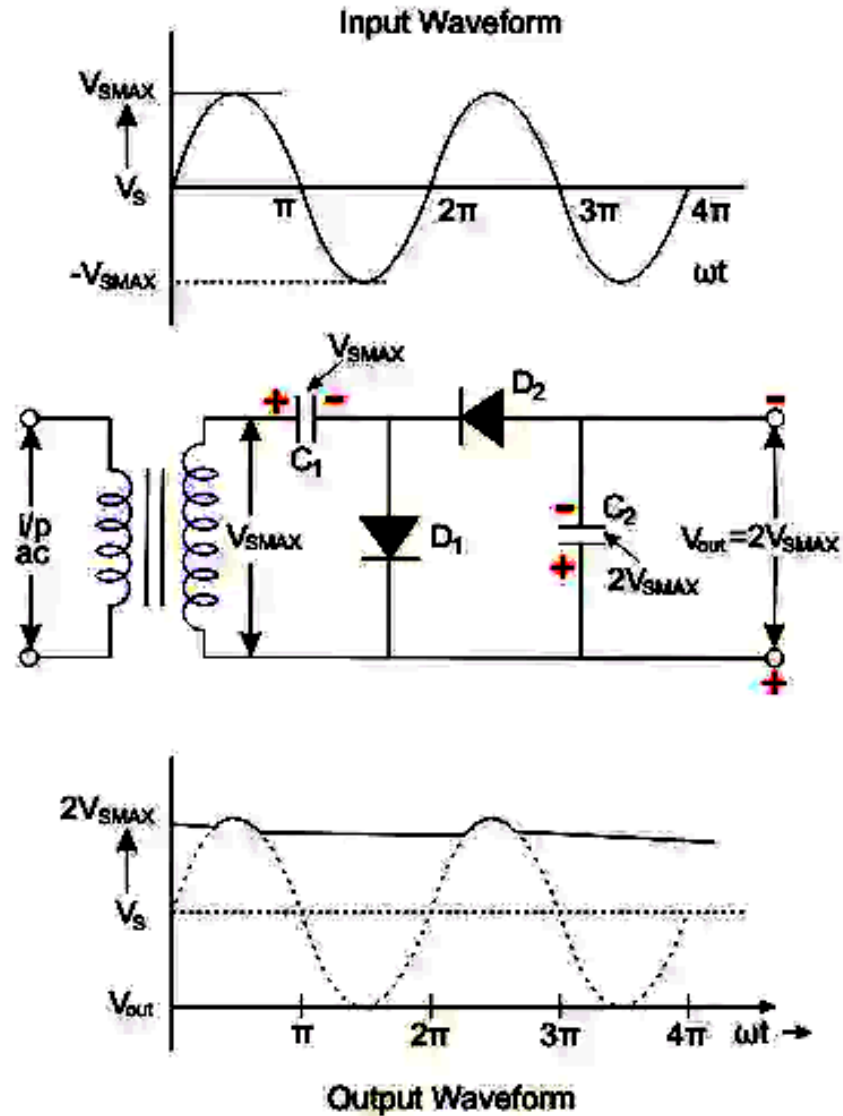 Input Waveform
VSMAX
VS
π 2π 3π 4π
-VSMAX
ωt
VSMAX
+ -
D2
-
C1
i/p
ac
VSMAX
D1
-
C2
+
2VSMAX
Vout=2VSMAX
+
2VSMAX
VS
Vout
π 2π 3π 4π ωt →
Output Waveform